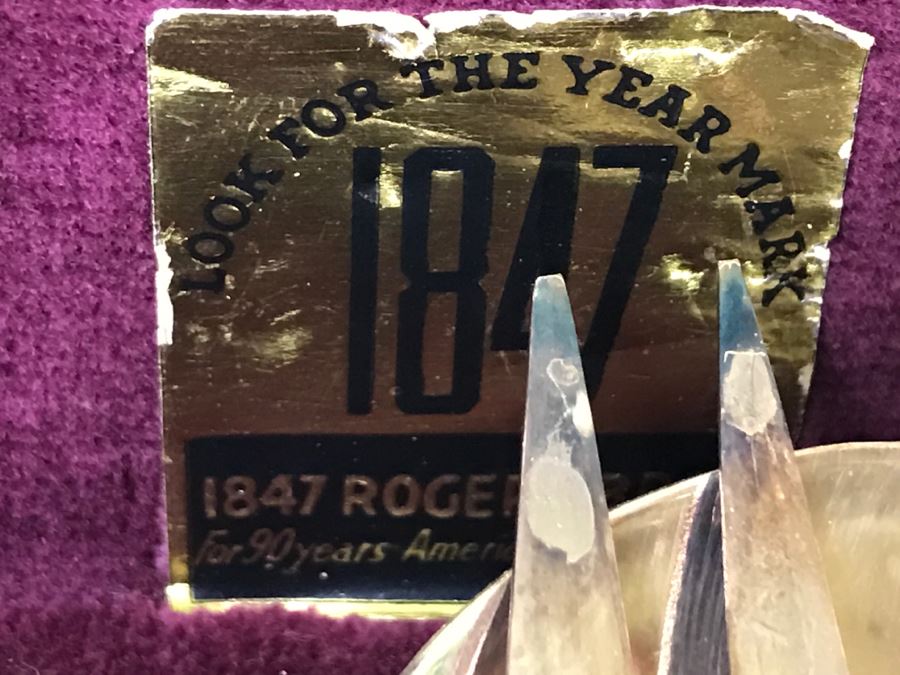 LOOK FOR THE YEAR MARK
1847
1847 ROGER
For 90 years Ameri